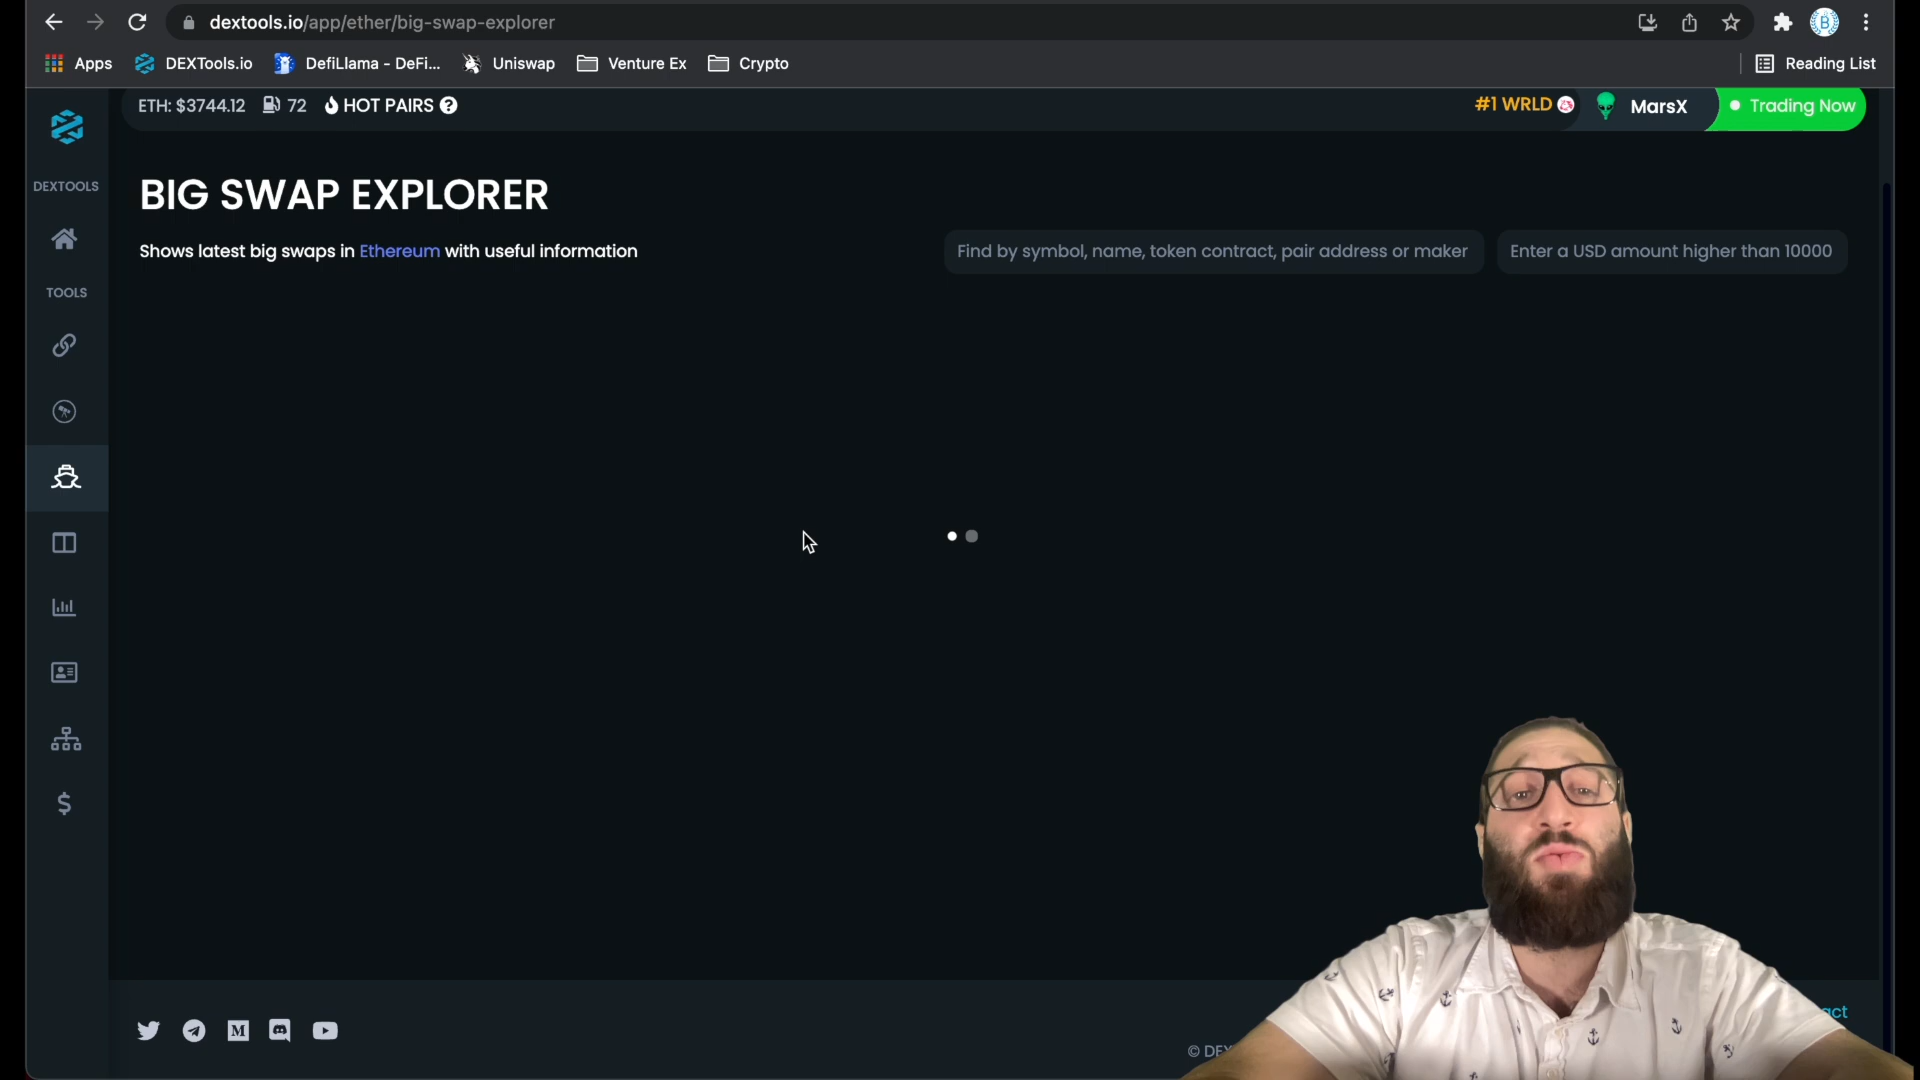 dextools.io/app/ether/big-swap-explorer
Apps DEXTools.io DefiLlama - DeFi... Uniswap Venture Ex Crypto Reading List
ETH: $3744.12 72 HOT PAIRS ? #1 WRLD MarsX Trading Now
DEXTOOLS
BIG SWAP EXPLORER
Shows latest big swaps in Ethereum with useful information
Find by symbol, name, token contract, pair address or maker
Enter a USD amount higher than 10000
TOOLS
© DEX